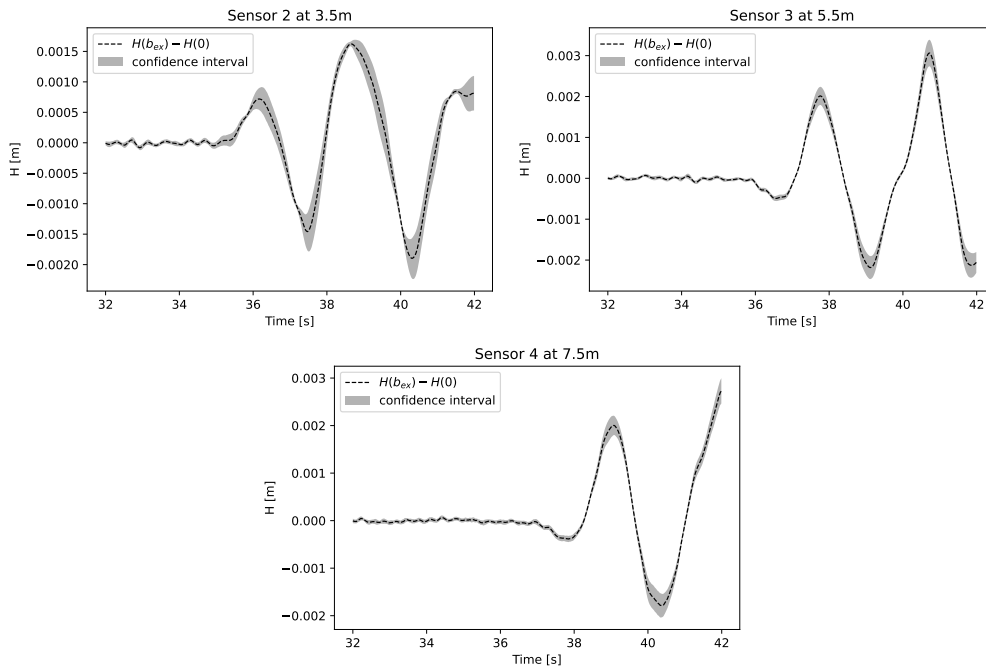 Sensor 2 at 3.5m
H(b_ex) − H(0)
confidence interval
H [m]
0.0015
0.0010
0.0005
0.0000
−0.0005
−0.0010
−0.0015
−0.0020
32 34 36 38 40 42
Time [s]
Sensor 3 at 5.5m
H(b_ex) − H(0)
confidence interval
H [m]
0.003
0.002
0.001
0.000
−0.001
−0.002
32 34 36 38 40 42
Time [s]
Sensor 4 at 7.5m
H(b_ex) − H(0)
confidence interval
H [m]
0.003
0.002
0.001
0.000
−0.001
−0.002
32 34 36 38 40 42
Time [s]